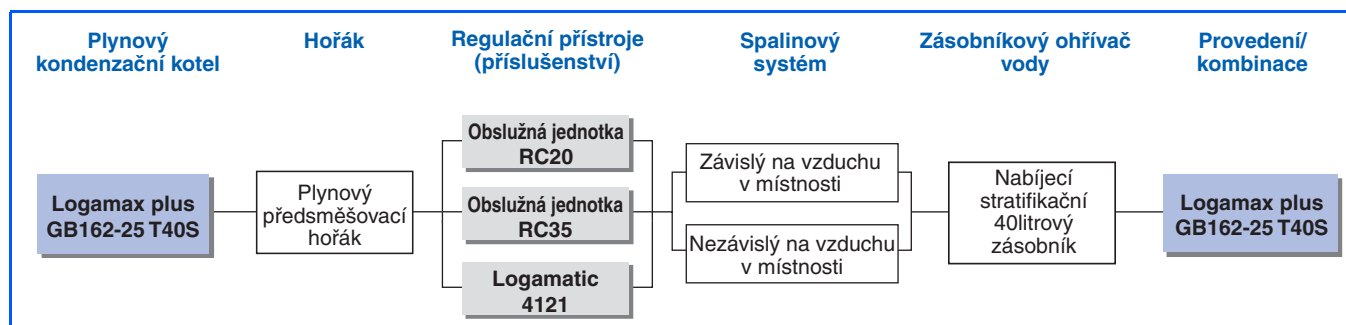 Plynový
kondenzační kotel
Hořák
Regulační přístroje
(příslušenství)
Spalinový
systém
Zásobníkový ohřívač
vody
Provedení/
kombinace
Logamax plus
GB162-25 T40S
Plynový
předsměšovací
hořák
Obslužná jednotka
RC20
Obslužná jednotka
RC35
Logamatic
4121
Závislý na vzduchu
v místnosti
Nezávislý na vzduchu
v místnosti
Nabíjecí
stratifikační
40litrový
zásobník
Logamax plus
GB162-25 T40S